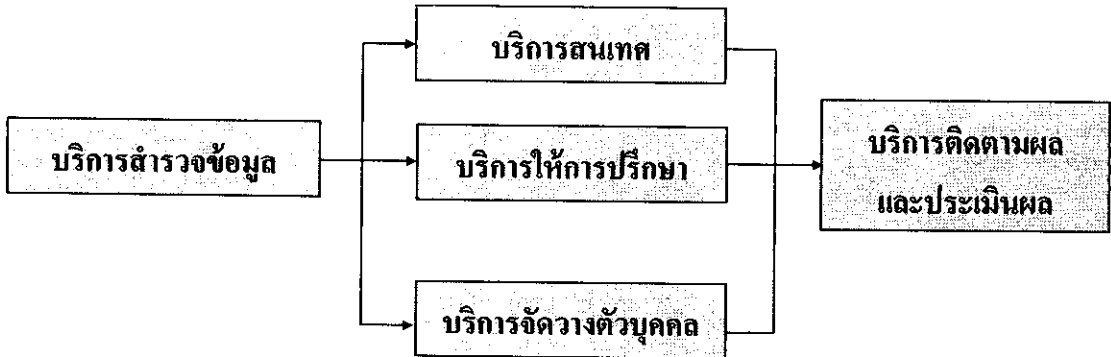 บริการสำรวจข้อมูล
บริการสนเทศ
บริการให้การปรึกษา
บริการจัดวางตัวบุคคล
บริการติดตามผล
และประเมินผล